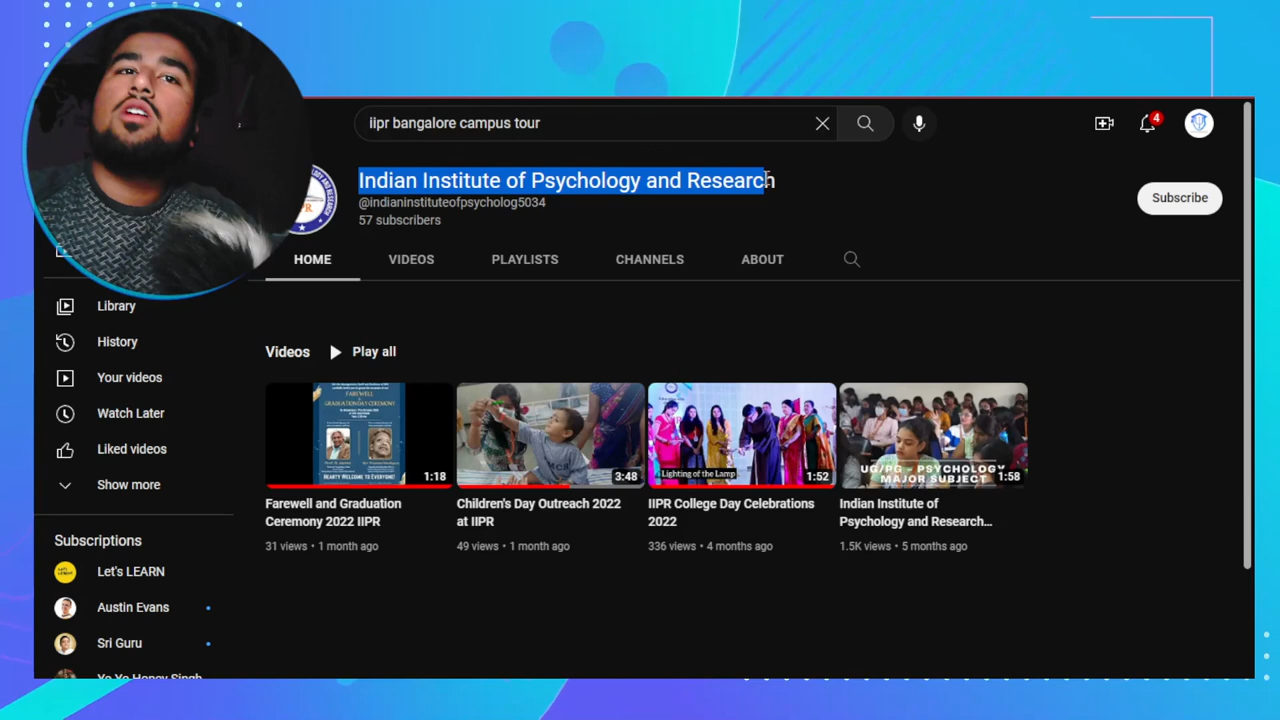 iipr bangalore campus tour
4
Indian Institute of Psychology and Research
@indianinstituteofpsycholog5034
57 subscribers
Subscribe
HOME VIDEOS PLAYLISTS CHANNELS ABOUT
Library
History
Your videos
Watch Later
Liked videos
Show more
Subscriptions
Let's LEARN
Austin Evans
Sri Guru
Yo Yo Honey Singh
Videos Play all
FAREWELL
GRADUATION DAY CEREMONY
HEARTY WELCOME TO EVERYONE!
1:18
Farewell and Graduation
Ceremony 2022 IIPR
31 views • 1 month ago
3:48
Children's Day Outreach 2022
at IIPR
49 views • 1 month ago
Lighting of the Lamp
1:52
IIPR College Day Celebrations
2022
336 views • 4 months ago
UG/PG - PSYCHOLOGY
MAJOR SUBJECT
1:58
Indian Institute of
Psychology and Research...
1.5K views • 5 months ago